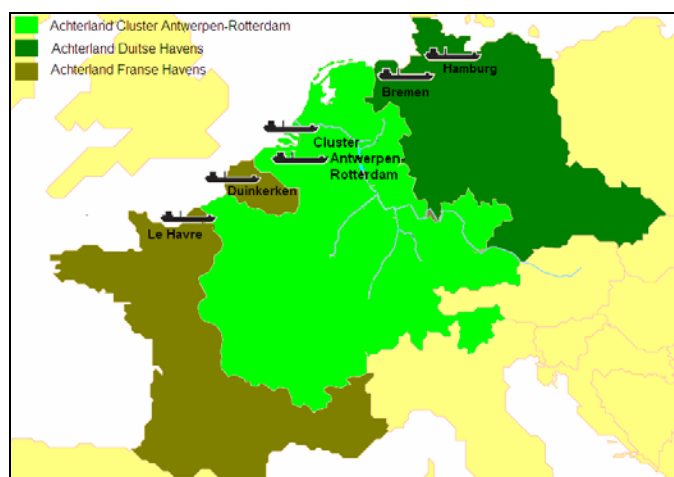 Achterland Cluster Antwerpen-Rotterdam
Achterland Duitse Havens
Achterland Franse Havens
Hamburg
Bremen
Cluster
Antwerpen-
Rotterdam
Duinkerken
Le Havre